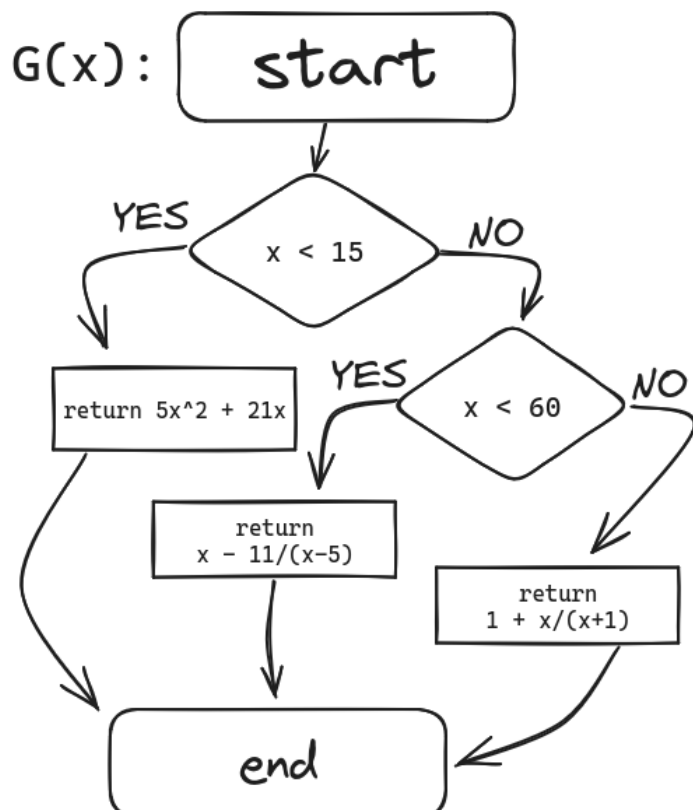 G(x):
start
x < 15
YES
NO
return 5x^2 + 21x
x < 60
YES
NO
return
x - 11/(x-5)
return
1 + x/(x+1)
end